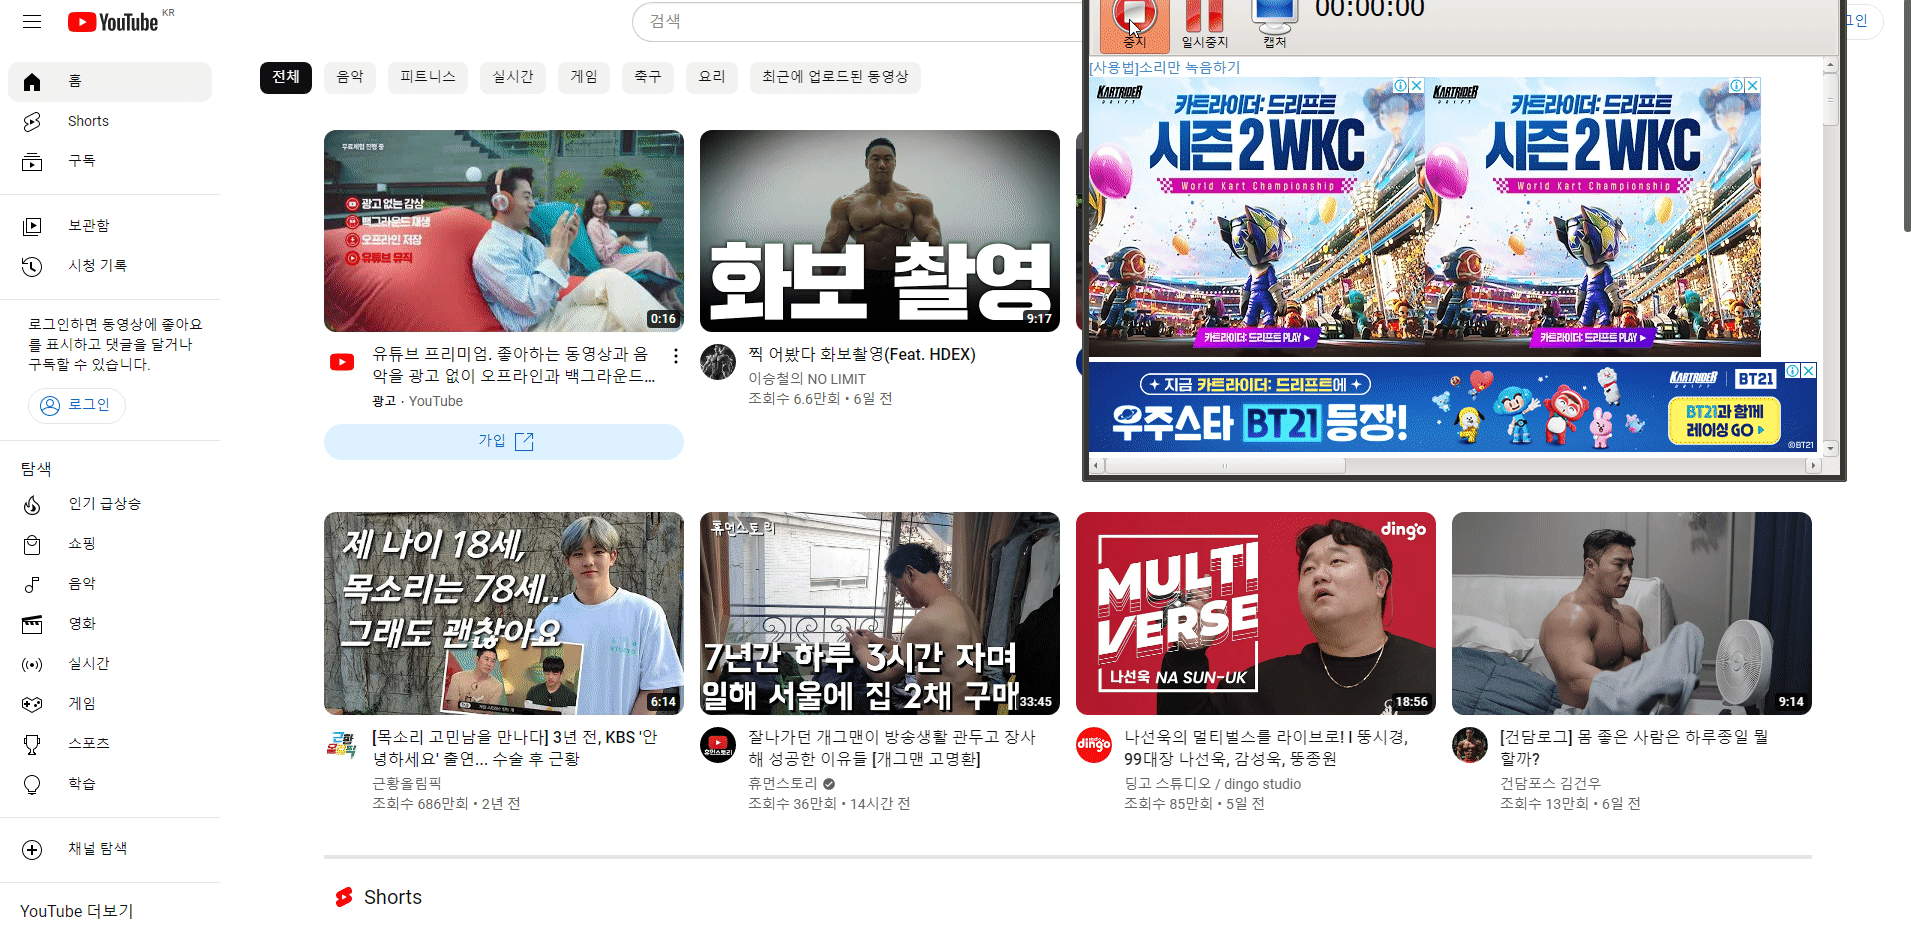 YouTube KR
검색
그인
전체
음악
피트니스
실시간
게임
축구
요리
최근에 업로드된 동영상
홈
Shorts
구독
보관함
시청 기록
로그인하면 동영상에 좋아요
를 표시하고 댓글을 달거나
구독할 수 있습니다.
로그인
탐색
인기 급상승
쇼핑
음악
영화
실시간
게임
스포츠
학습
채널 탐색
YouTube 더보기
무료체험 진행 중
광고 없는 감상
백그라운드 재생
오프라인 저장
유튜브 뮤직
0:16
유튜브 프리미엄. 좋아하는 동영상과 음
악을 광고 없이 오프라인과 백그라운드...
광고 · YouTube
가입
화보 촬영
9:17
찍 어봤다 화보촬영(Feat. HDEX)
이승철의 NO LIMIT
조회수 6.6만회 • 6일 전
중지
일시중지
캡처
00:00:00
[사용법]소리만 녹음하기
KARTRIDER DRIFT
카트라이더: 드리프트
시즌2 WKC
World Kart Championship
카트라이더: 드리프트 PLAY ▶
KARTRIDER DRIFT
카트라이더: 드리프트
시즌2 WKC
World Kart Championship
카트라이더: 드리프트 PLAY ▶
지금 카트라이더: 드리프트에
우주스타 BT21 등장!
KARTRIDER DRIFT
BT21
BT21과 함께
레이싱 GO ▶
©BT21
제 나이 18세,
목소리는 78세..
그래도 괜찮아요
6:14
[목소리 고민남을 만나다] 3년 전, KBS '안
녕하세요' 출연... 수술 후 근황
근황올림픽
조회수 686만회 • 2년 전
휴먼스토리
7년간 하루 3시간 자며
일해 서울에 집 2채 구매
33:45
휴먼스토리
잘나가던 개그맨이 방송생활 관두고 장사
해 성공한 이유들 [개그맨 고명환]
휴먼스토리
조회수 36만회 • 14시간 전
dingo
MULTI
VERSE
나선욱 NA SUN-UK
18:56
dingo
나선욱의 멀티벌스를 라이브로! l 뚱시경,
99대장 나선욱, 감성욱, 뚱종원
딩고 스튜디오 / dingo studio
조회수 85만회 • 5일 전
9:14
[건담로그] 몸 좋은 사람은 하루종일 뭘
할까?
건담포스 김건우
조회수 13만회 • 6일 전
Shorts